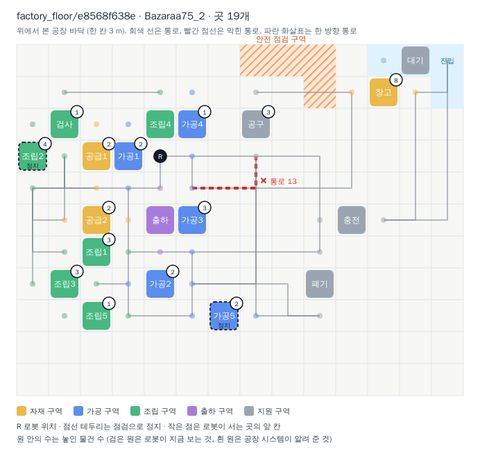 factory_floor/e8568f638e · Bazaraa75_2 · 곳 19개
위에서 본 공장 바닥 (한 칸 3 m). 회색 선은 통로, 빨간 점선은 막힌 통로, 파란 화살표는 한 방향 통로
안전 점검 구역
대기
진입
창고
8
검사
1
조립4
가공4
1
공구
3
조립2
정지
4
공급1
2
가공1
2
R
✖ 통로 13
공급2
2
출하
가공3
3
충전
조립1
3
조립3
3
가공2
2
폐기
조립5
1
가공5
정지
2
자재 구역
가공 구역
조립 구역
출하 구역
지원 구역
R 로봇 위치 · 점선 테두리는 점검으로 정지 · 작은 점은 로봇이 서는 곳의 앞 칸
원 안의 수는 놓인 물건 수 (검은 원은 로봇이 지금 보는 것, 흰 원은 공장 시스템이 알려 준 것)